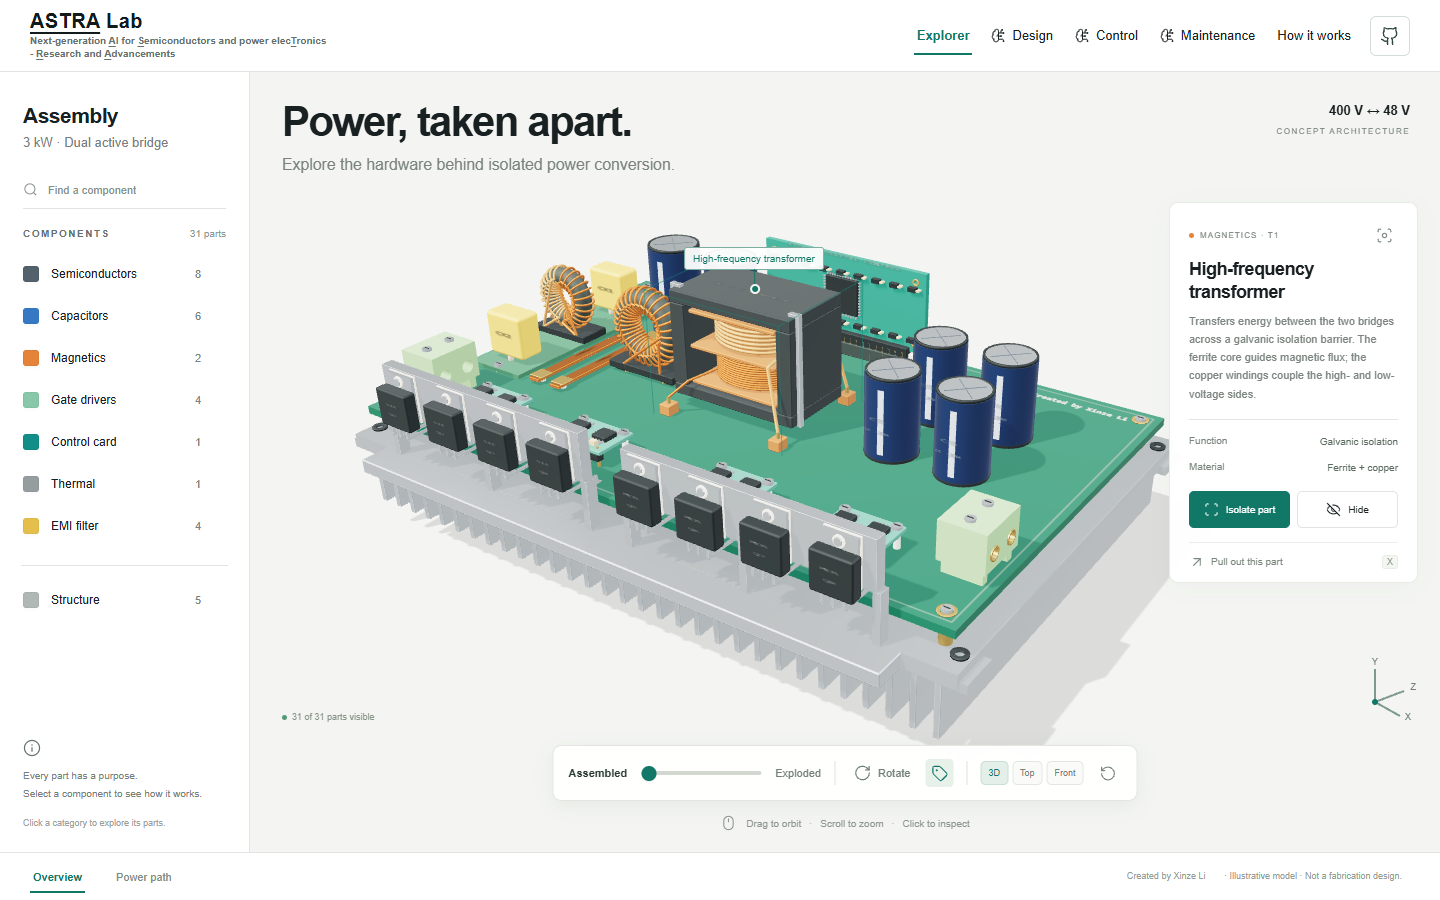 ASTRA Lab
Next-generation AI for Semiconductors and power elecTronics
- Research and Advancements
Explorer
Design
Control
Maintenance
How it works
Assembly
3 kW · Dual active bridge
Find a component
COMPONENTS
31 parts
Semiconductors
8
Capacitors
6
Magnetics
2
Gate drivers
4
Control card
1
Thermal
1
EMI filter
4
Structure
5
Every part has a purpose.
Select a component to see how it works.
Click a category to explore its parts.
Power, taken apart.
Explore the hardware behind isolated power conversion.
400 V ↔ 48 V
CONCEPT ARCHITECTURE
High-frequency transformer
Created by Xinze Li
MAGNETICS · T1
High-frequency
transformer
Transfers energy between the two bridges
across a galvanic isolation barrier. The
ferrite core guides magnetic flux; the
copper windings couple the high- and low-
voltage sides.
Function
Galvanic isolation
Material
Ferrite + copper
Isolate part
Hide
Pull out this part
X
Y
Z
X
31 of 31 parts visible
Assembled
Exploded
Rotate
3D
Top
Front
Drag to orbit · Scroll to zoom · Click to inspect
Overview
Power path
Created by Xinze Li · Illustrative model · Not a fabrication design.